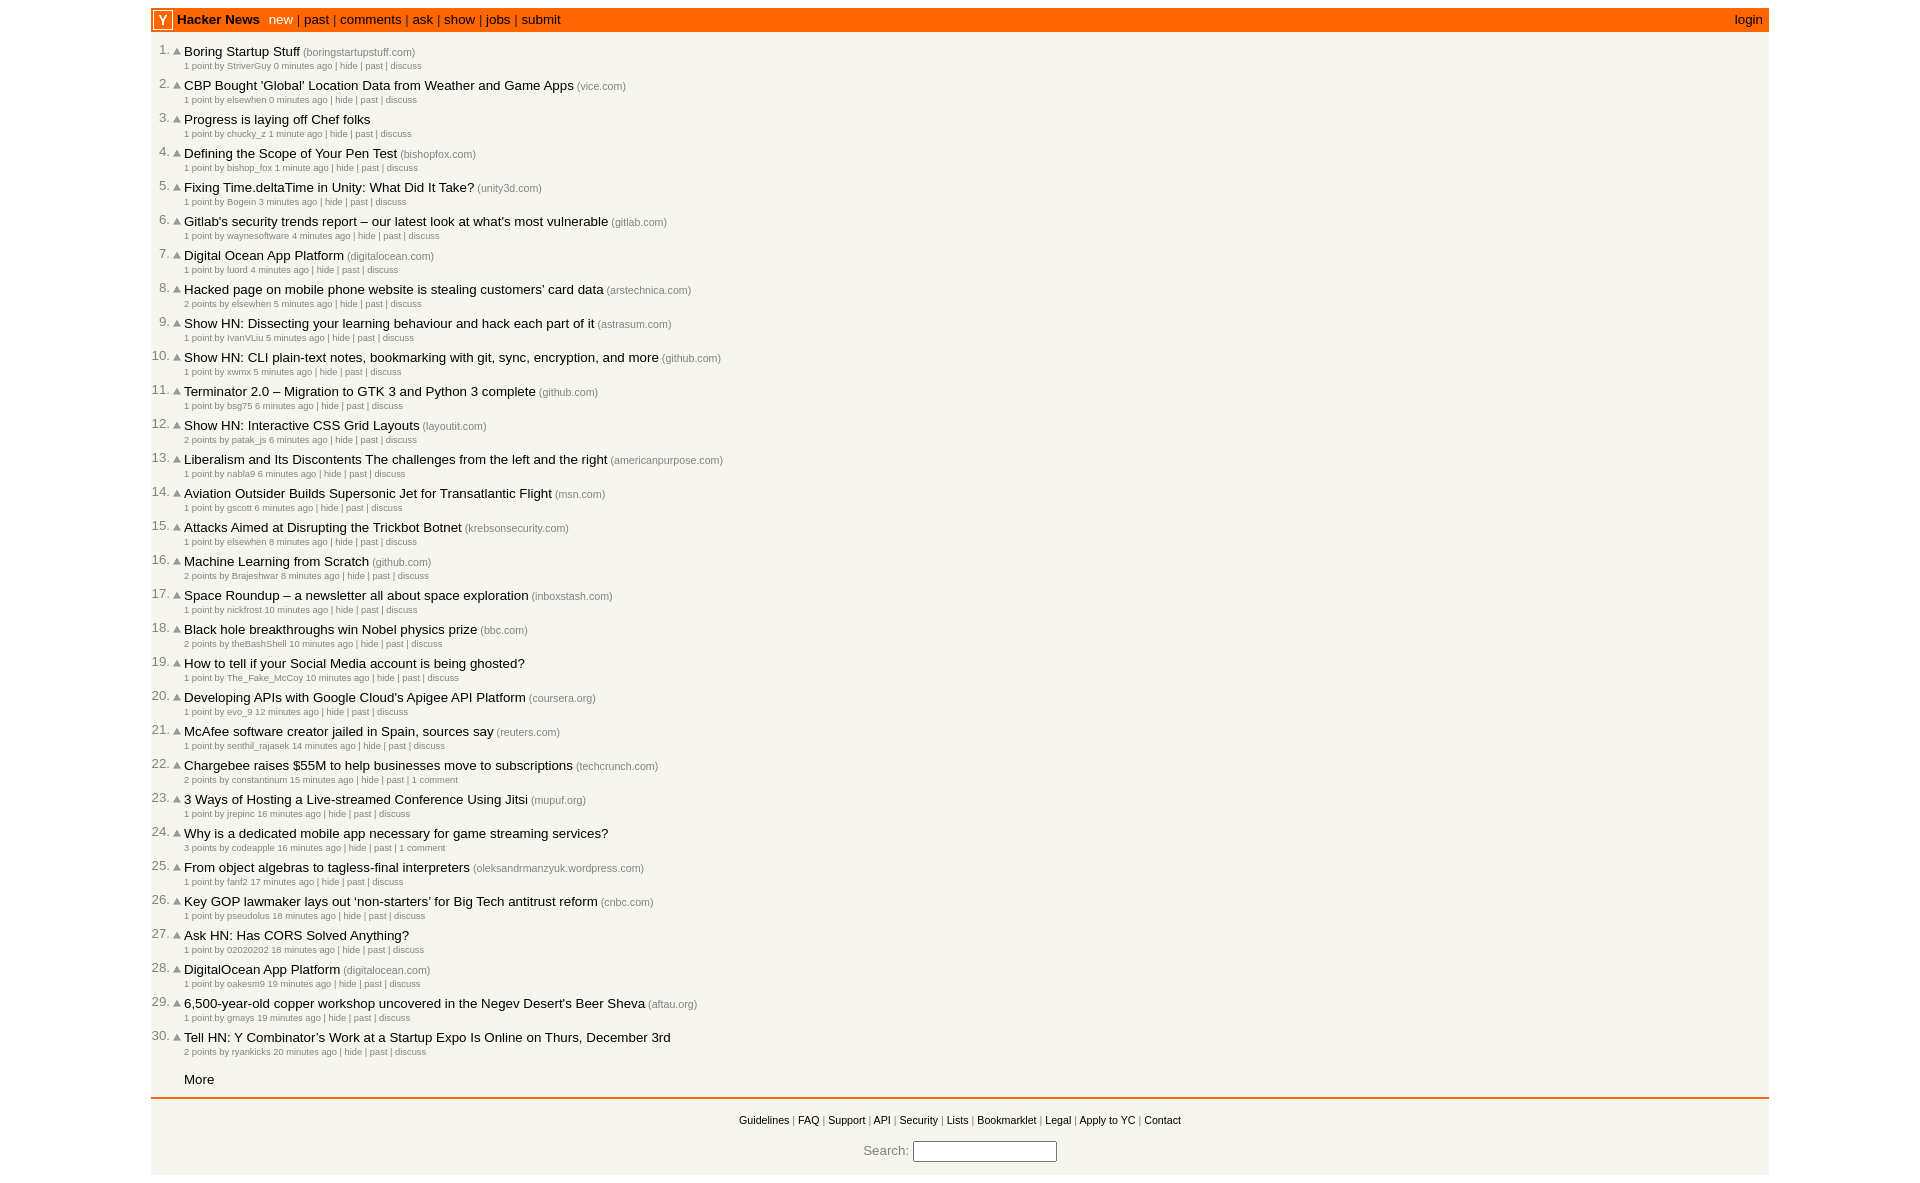 Y Hacker News new | past | comments | ask | show | jobs | submit login
1. Boring Startup Stuff (boringstartupstuff.com)
1 point by StriverGuy 0 minutes ago | hide | past | discuss
2. CBP Bought 'Global' Location Data from Weather and Game Apps (vice.com)
1 point by elsewhen 0 minutes ago | hide | past | discuss
3. Progress is laying off Chef folks
1 point by chucky_z 1 minute ago | hide | past | discuss
4. Defining the Scope of Your Pen Test (bishopfox.com)
1 point by bishop_fox 1 minute ago | hide | past | discuss
5. Fixing Time.deltaTime in Unity: What Did It Take? (unity3d.com)
1 point by Bogein 3 minutes ago | hide | past | discuss
6. Gitlab's security trends report – our latest look at what's most vulnerable (gitlab.com)
1 point by waynesoftware 4 minutes ago | hide | past | discuss
7. Digital Ocean App Platform (digitalocean.com)
1 point by luord 4 minutes ago | hide | past | discuss
8. Hacked page on mobile phone website is stealing customers’ card data (arstechnica.com)
2 points by elsewhen 5 minutes ago | hide | past | discuss
9. Show HN: Dissecting your learning behaviour and hack each part of it (astrasum.com)
1 point by IvanVLiu 5 minutes ago | hide | past | discuss
10. Show HN: CLI plain-text notes, bookmarking with git, sync, encryption, and more (github.com)
1 point by xwmx 5 minutes ago | hide | past | discuss
11. Terminator 2.0 – Migration to GTK 3 and Python 3 complete (github.com)
1 point by bsg75 6 minutes ago | hide | past | discuss
12. Show HN: Interactive CSS Grid Layouts (layoutit.com)
2 points by patak_js 6 minutes ago | hide | past | discuss
13. Liberalism and Its Discontents The challenges from the left and the right (americanpurpose.com)
1 point by nabla9 6 minutes ago | hide | past | discuss
14. Aviation Outsider Builds Supersonic Jet for Transatlantic Flight (msn.com)
1 point by gscott 6 minutes ago | hide | past | discuss
15. Attacks Aimed at Disrupting the Trickbot Botnet (krebsonsecurity.com)
1 point by elsewhen 8 minutes ago | hide | past | discuss
16. Machine Learning from Scratch (github.com)
2 points by Brajeshwar 8 minutes ago | hide | past | discuss
17. Space Roundup – a newsletter all about space exploration (inboxstash.com)
1 point by nickfrost 10 minutes ago | hide | past | discuss
18. Black hole breakthroughs win Nobel physics prize (bbc.com)
2 points by theBashShell 10 minutes ago | hide | past | discuss
19. How to tell if your Social Media account is being ghosted?
1 point by The_Fake_McCoy 10 minutes ago | hide | past | discuss
20. Developing APIs with Google Cloud's Apigee API Platform (coursera.org)
1 point by evo_9 12 minutes ago | hide | past | discuss
21. McAfee software creator jailed in Spain, sources say (reuters.com)
1 point by senthil_rajasek 14 minutes ago | hide | past | discuss
22. Chargebee raises $55M to help businesses move to subscriptions (techcrunch.com)
2 points by constantinum 15 minutes ago | hide | past | 1 comment
23. 3 Ways of Hosting a Live-streamed Conference Using Jitsi (mupuf.org)
1 point by jrepinc 16 minutes ago | hide | past | discuss
24. Why is a dedicated mobile app necessary for game streaming services?
3 points by codeapple 16 minutes ago | hide | past | 1 comment
25. From object algebras to tagless-final interpreters (oleksandrmanzyuk.wordpress.com)
1 point by fanf2 17 minutes ago | hide | past | discuss
26. Key GOP lawmaker lays out ‘non-starters’ for Big Tech antitrust reform (cnbc.com)
1 point by pseudolus 18 minutes ago | hide | past | discuss
27. Ask HN: Has CORS Solved Anything?
1 point by 02020202 18 minutes ago | hide | past | discuss
28. DigitalOcean App Platform (digitalocean.com)
1 point by oakesm9 19 minutes ago | hide | past | discuss
29. 6,500-year-old copper workshop uncovered in the Negev Desert's Beer Sheva (aftau.org)
1 point by gmays 19 minutes ago | hide | past | discuss
30. Tell HN: Y Combinator’s Work at a Startup Expo Is Online on Thurs, December 3rd
2 points by ryankicks 20 minutes ago | hide | past | discuss
More
Guidelines | FAQ | Support | API | Security | Lists | Bookmarklet | Legal | Apply to YC | Contact
Search: